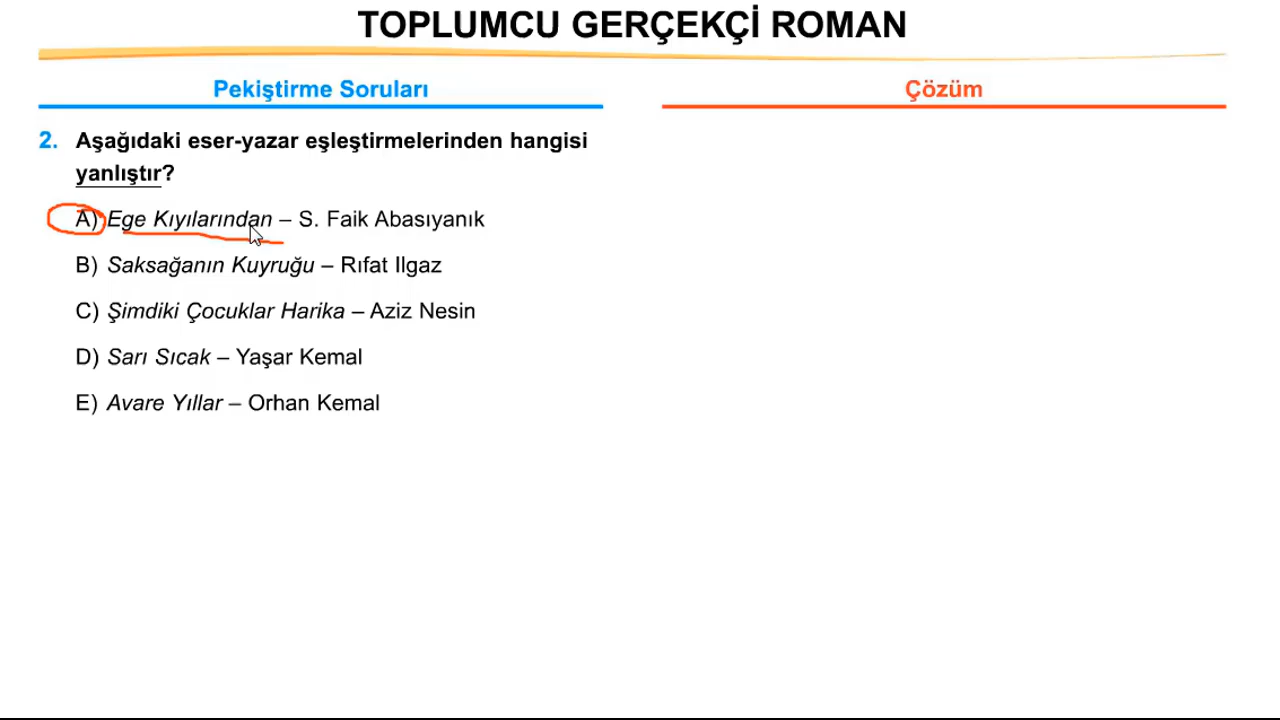 TOPLUMCU GERÇEKÇİ ROMAN
Pekiştirme Soruları
Çözüm
2. Aşağıdaki eser-yazar eşleştirmelerinden hangisi
yanlıştır?
A) Ege Kıyılarından – S. Faik Abasıyanık
B) Saksağanın Kuyruğu – Rıfat Ilgaz
C) Şimdiki Çocuklar Harika – Aziz Nesin
D) Sarı Sıcak – Yaşar Kemal
E) Avare Yıllar – Orhan Kemal